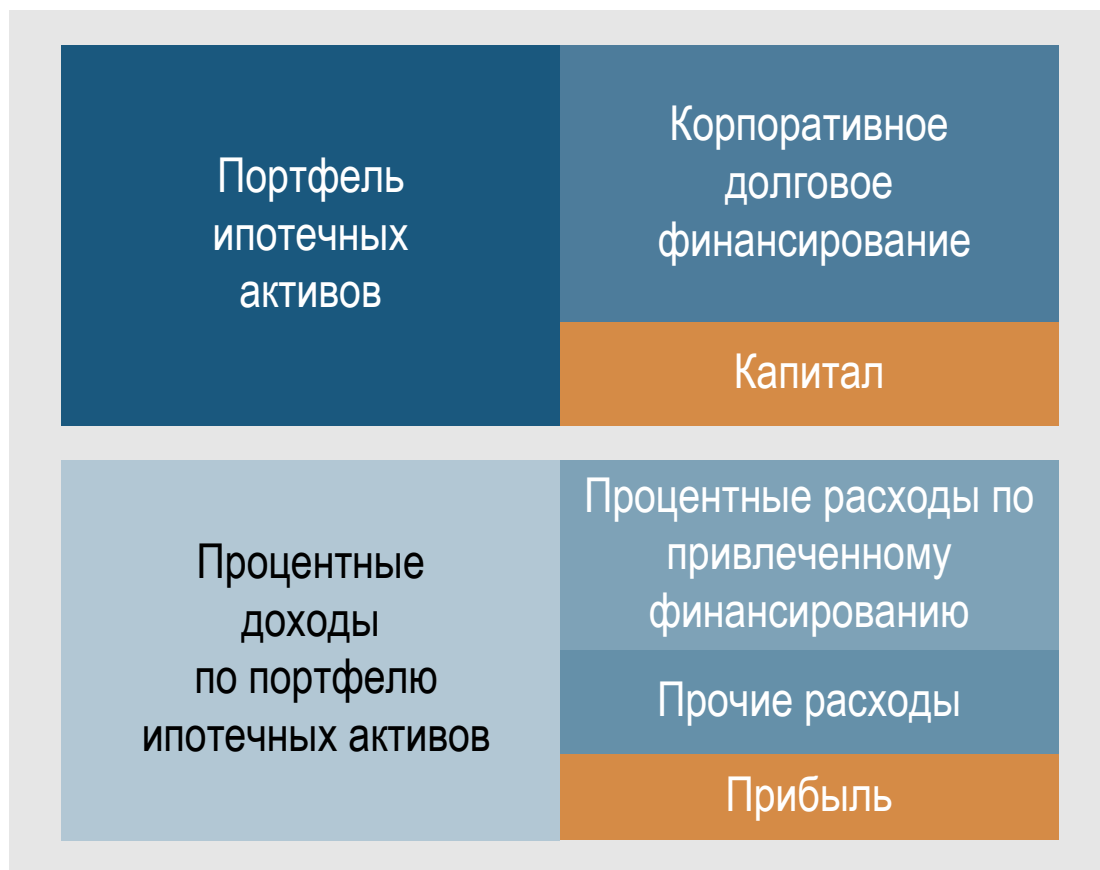 Портфель
ипотечных
активов
Корпоративное
долговое
финансирование
Капитал
Процентные
доходы
по портфелю
ипотечных активов
Процентные расходы по
привлеченному
финансированию
Прочие расходы
Прибыль